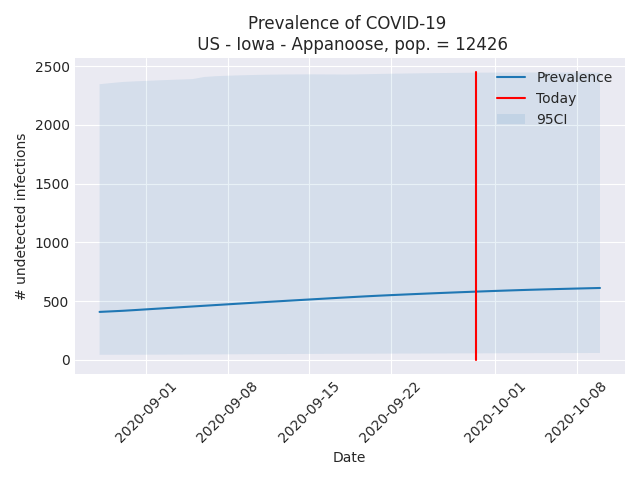 Prevalence of COVID-19
US - Iowa - Appanoose, pop. = 12426
# undetected infections
2500
2000
1500
1000
500
0
Prevalence
Today
95CI
2020-09-01
2020-09-08
2020-09-15
2020-09-22
2020-10-01
2020-10-08
Date